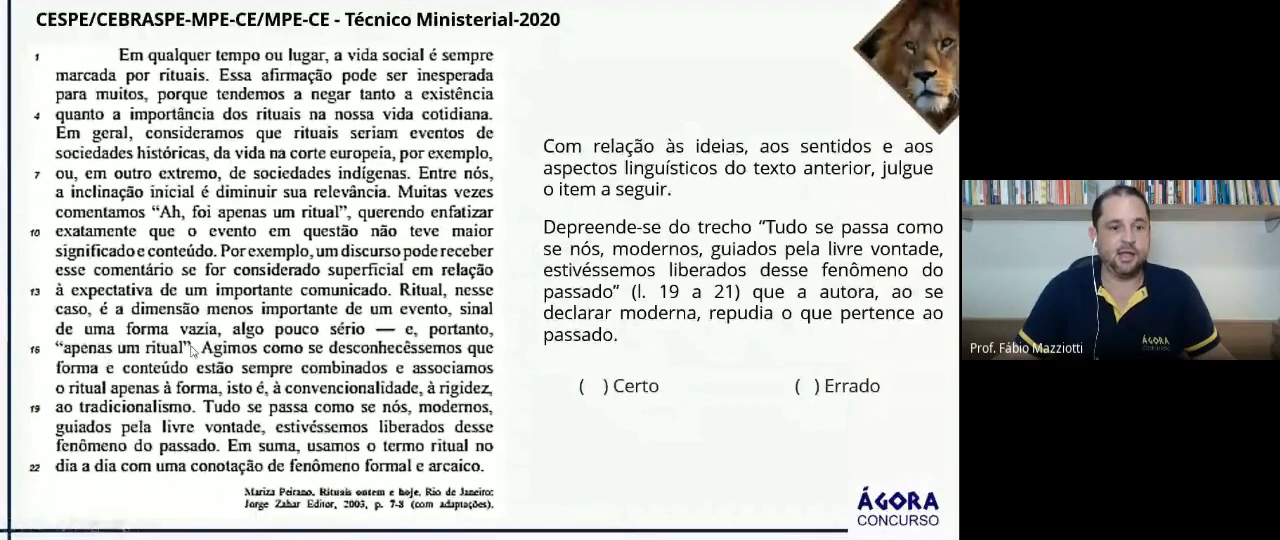 CESPE/CEBRASPE-MPE-CE/MPE-CE - Técnico Ministerial-2020
1 Em qualquer tempo ou lugar, a vida social é sempre
marcada por rituais. Essa afirmação pode ser inesperada
para muitos, porque tendemos a negar tanto a existência
4 quanto a importância dos rituais na nossa vida cotidiana.
Em geral, consideramos que rituais seriam eventos de
sociedades históricas, da vida na corte europeia, por exemplo,
7 ou, em outro extremo, de sociedades indígenas. Entre nós,
a inclinação inicial é diminuir sua relevância. Muitas vezes
comentamos “Ah, foi apenas um ritual”, querendo enfatizar
10 exatamente que o evento em questão não teve maior
significado e conteúdo. Por exemplo, um discurso pode receber
esse comentário se for considerado superficial em relação
13 à expectativa de um importante comunicado. Ritual, nesse
caso, é a dimensão menos importante de um evento, sinal
de uma forma vazia, algo pouco sério — e, portanto,
16 “apenas um ritual”. Agimos como se desconhecêssemos que
forma e conteúdo estão sempre combinados e associamos
o ritual apenas à forma, isto é, à convencionalidade, à rigidez,
19 ao tradicionalismo. Tudo se passa como se nós, modernos,
guiados pela livre vontade, estivéssemos liberados desse
fenômeno do passado. Em suma, usamos o termo ritual no
22 dia a dia com uma conotação de fenômeno formal e arcaico.
Mariza Peirano. Rituais ontem e hoje. Rio de Janeiro:
Jorge Zahar Editor, 2003, p. 7-8 (com adaptações).
Com relação às ideias, aos sentidos e aos
aspectos linguísticos do texto anterior, julgue
o item a seguir.
Depreende-se do trecho “Tudo se passa como
se nós, modernos, guiados pela livre vontade,
estivéssemos liberados desse fenômeno do
passado” (l. 19 a 21) que a autora, ao se
declarar moderna, repudia o que pertence ao
passado.
( ) Certo ( ) Errado
ÁGORA
CONCURSO
Prof. Fábio Mazziotti
ÁGORA
CONCURSO